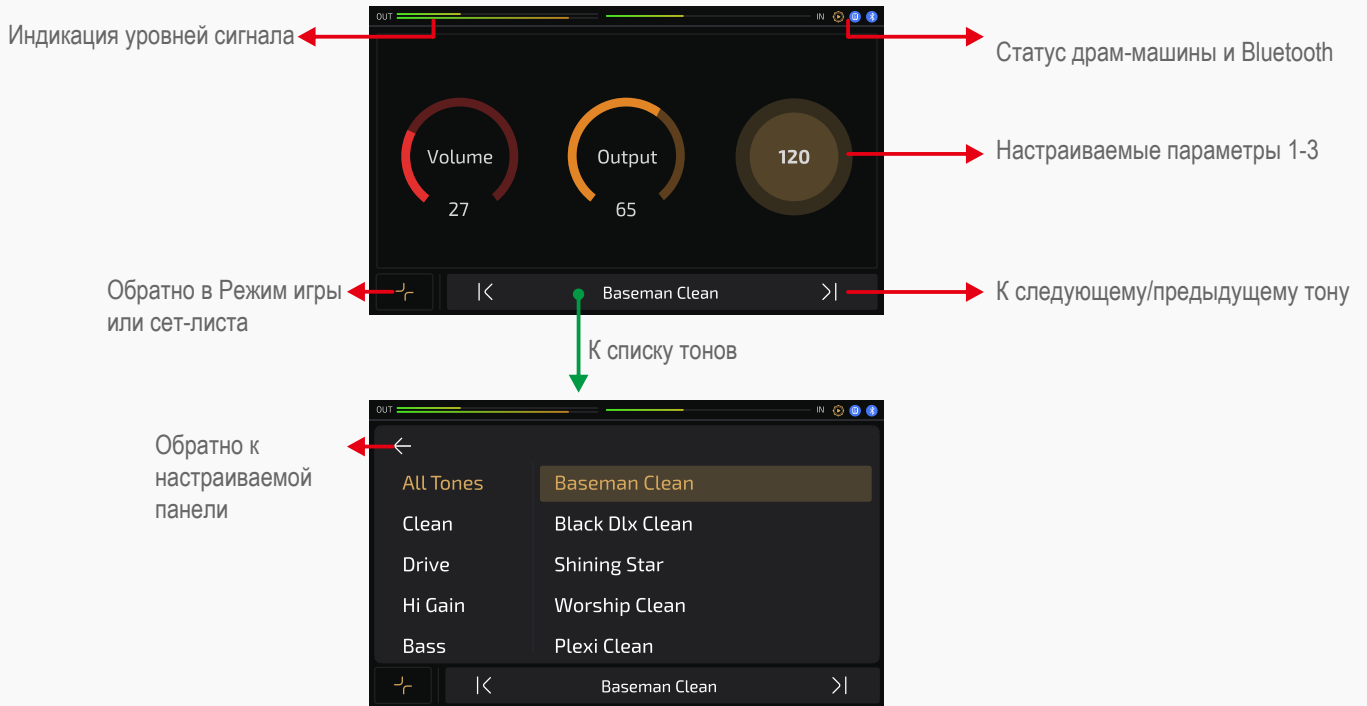 OUT
IN
Индикация уровней сигнала
Статус драм-машины и Bluetooth
Volume
Output
120
Настраиваемые параметры 1-3
27
65
Обратно в Режим игры
или сет-листа
Baseman Clean
К следующему/предыдущему тону
К списку тонов
OUT
IN
Обратно к
настраиваемой
панели
All Tones
Baseman Clean
Clean
Black Dlx Clean
Drive
Shining Star
Hi Gain
Worship Clean
Bass
Plexi Clean
Baseman Clean